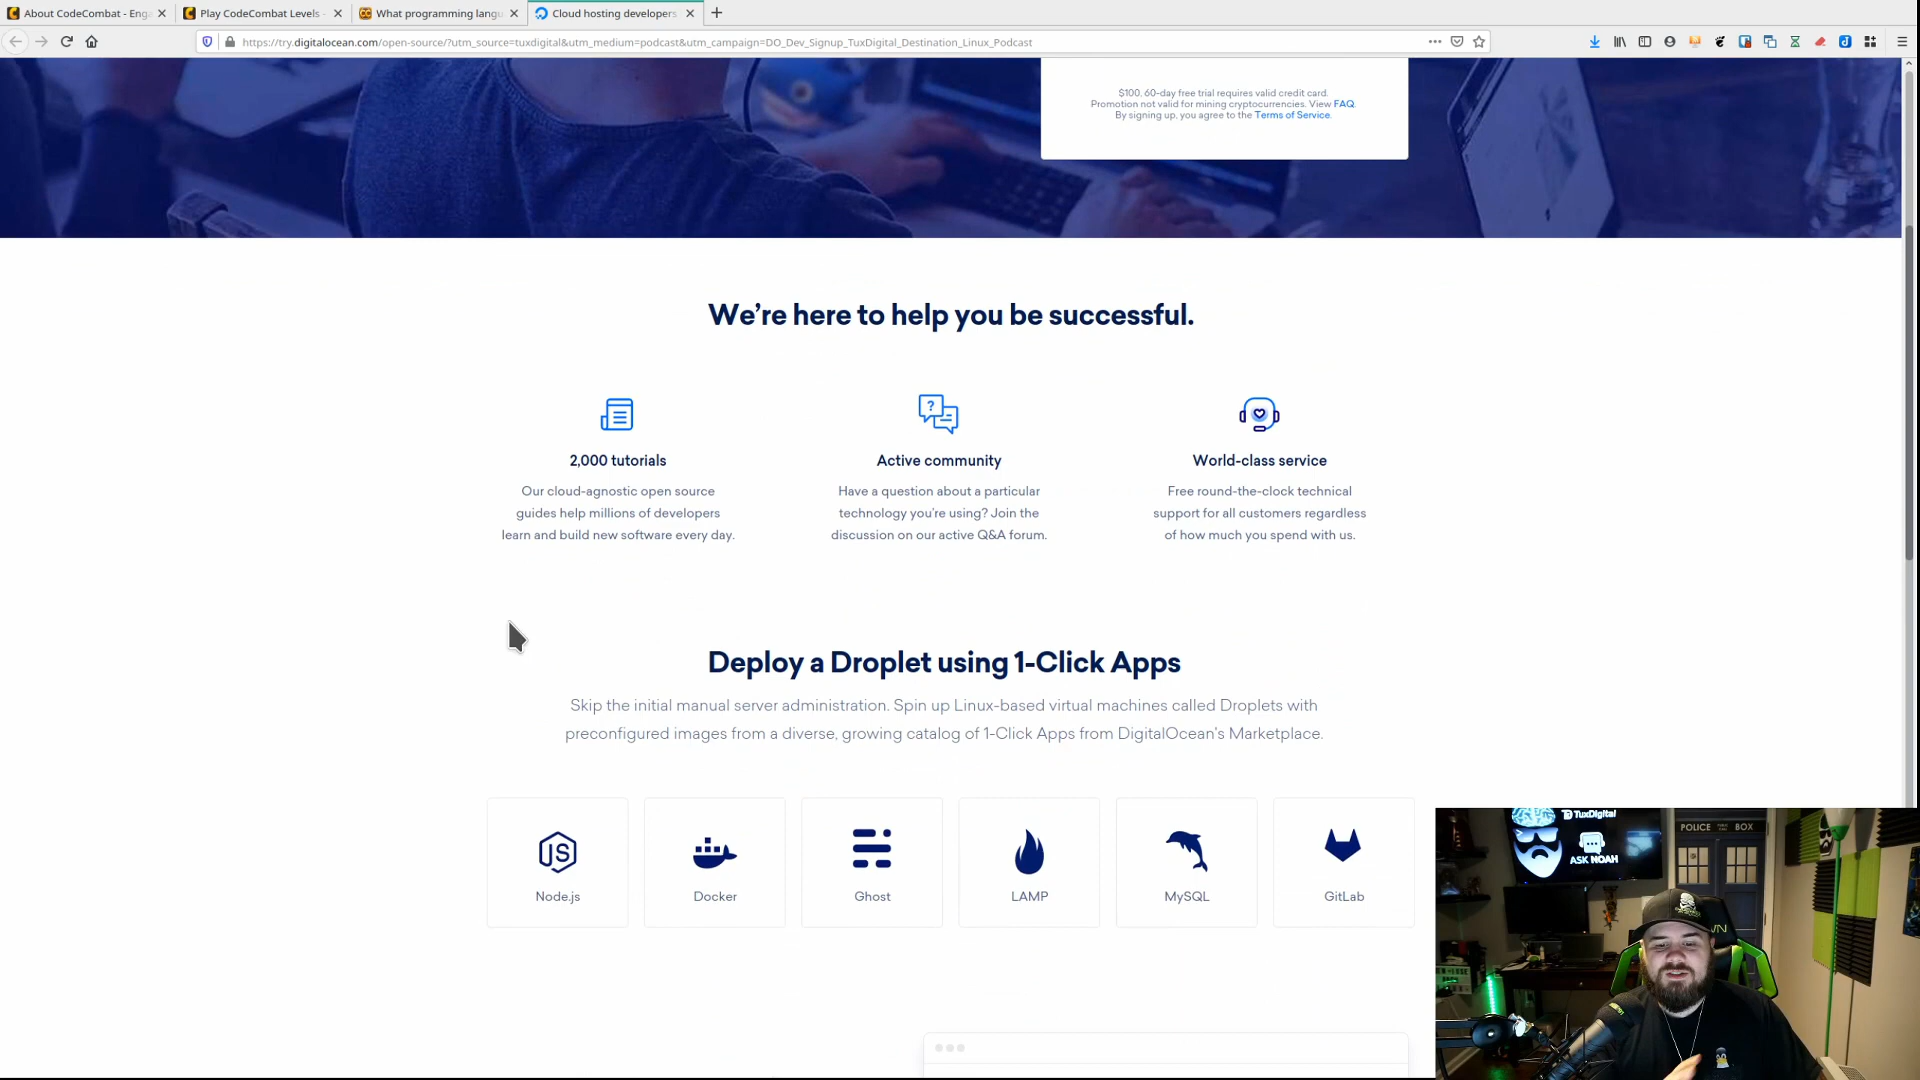 About CodeCombat - Eng
Play CodeCombat Levels -
What programming langu
Cloud hosting developers
https://try.digitalocean.com/open-source/?utm_source=tuxdigital&utm_medium=podcast&utm_campaign=DO_Dev_Signup_TuxDigital_Destination_Linux_Podcast
$100, 60-day free trial requires valid credit card.
Promotion not valid for mining cryptocurrencies. View FAQ.
By signing up, you agree to the Terms of Service.
We're here to help you be successful.
2,000 tutorials
Our cloud-agnostic open source
guides help millions of developers
learn and build new software every day.
Active community
Have a question about a particular
technology you're using? Join the
discussion on our active Q&A forum.
World-class service
Free round-the-clock technical
support for all customers regardless
of how much you spend with us.
Deploy a Droplet using 1-Click Apps
Skip the initial manual server administration. Spin up Linux-based virtual machines called Droplets with
preconfigured images from a diverse, growing catalog of 1-Click Apps from DigitalOcean's Marketplace.
JS
Node.js
Docker
Ghost
LAMP
MySQL
GitLab
TuxDigital
ASK NOAH
POLICE BOX